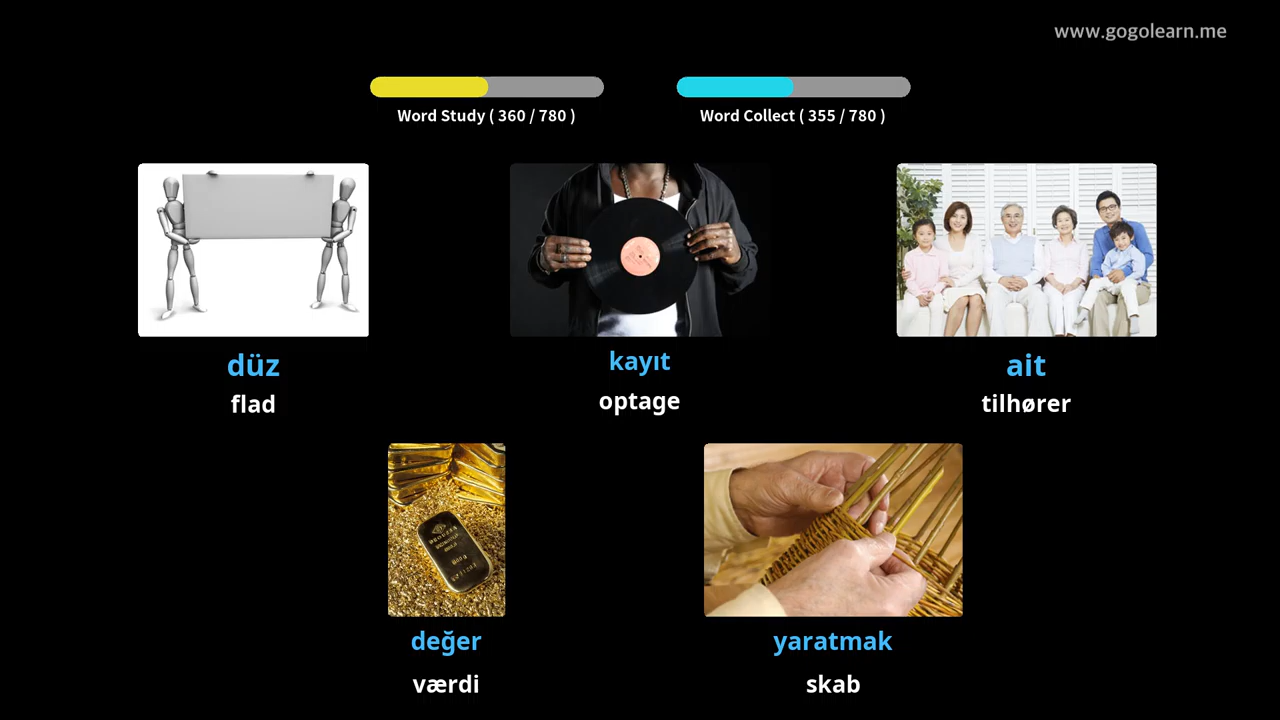 www.gogolearn.me
Word Study ( 360 / 780 )
Word Collect ( 355 / 780 )
düz
flad
kayıt
optage
ait
tilhører
değer
værdi
yaratmak
skab